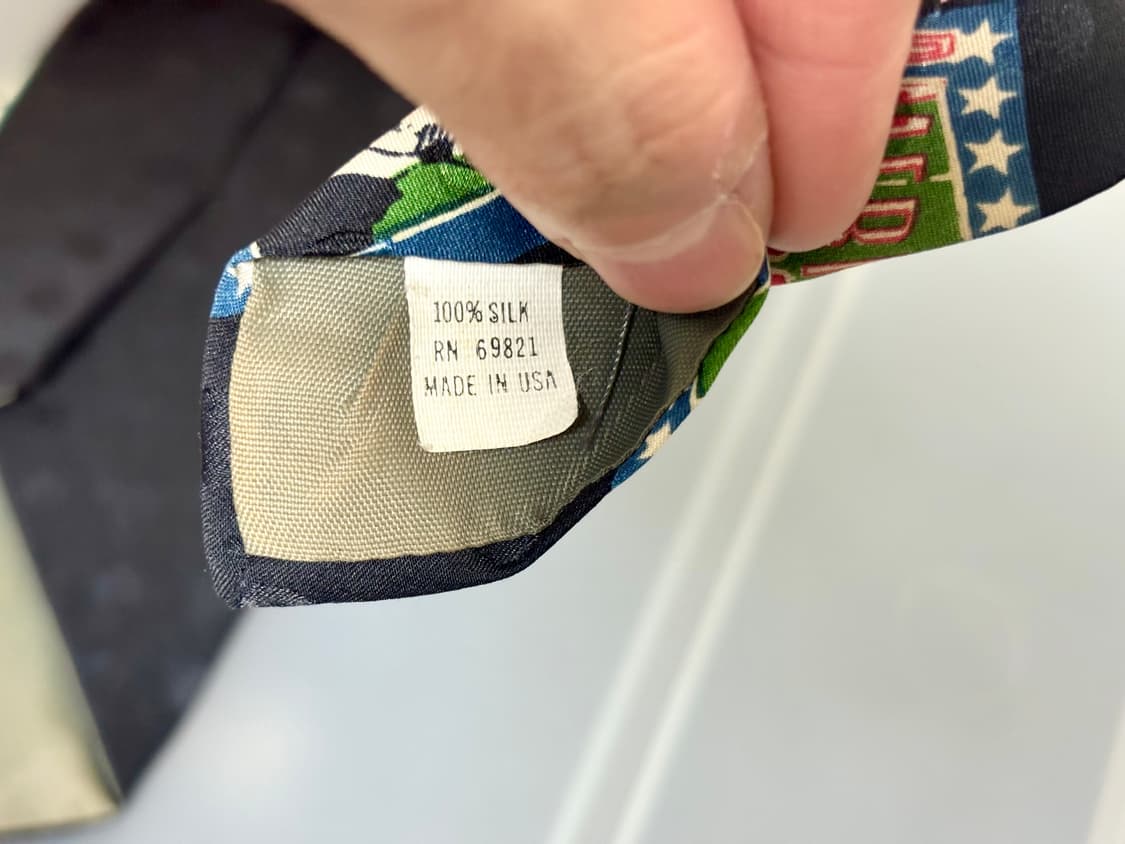 100% SILK
RN 69821
MADE IN USA